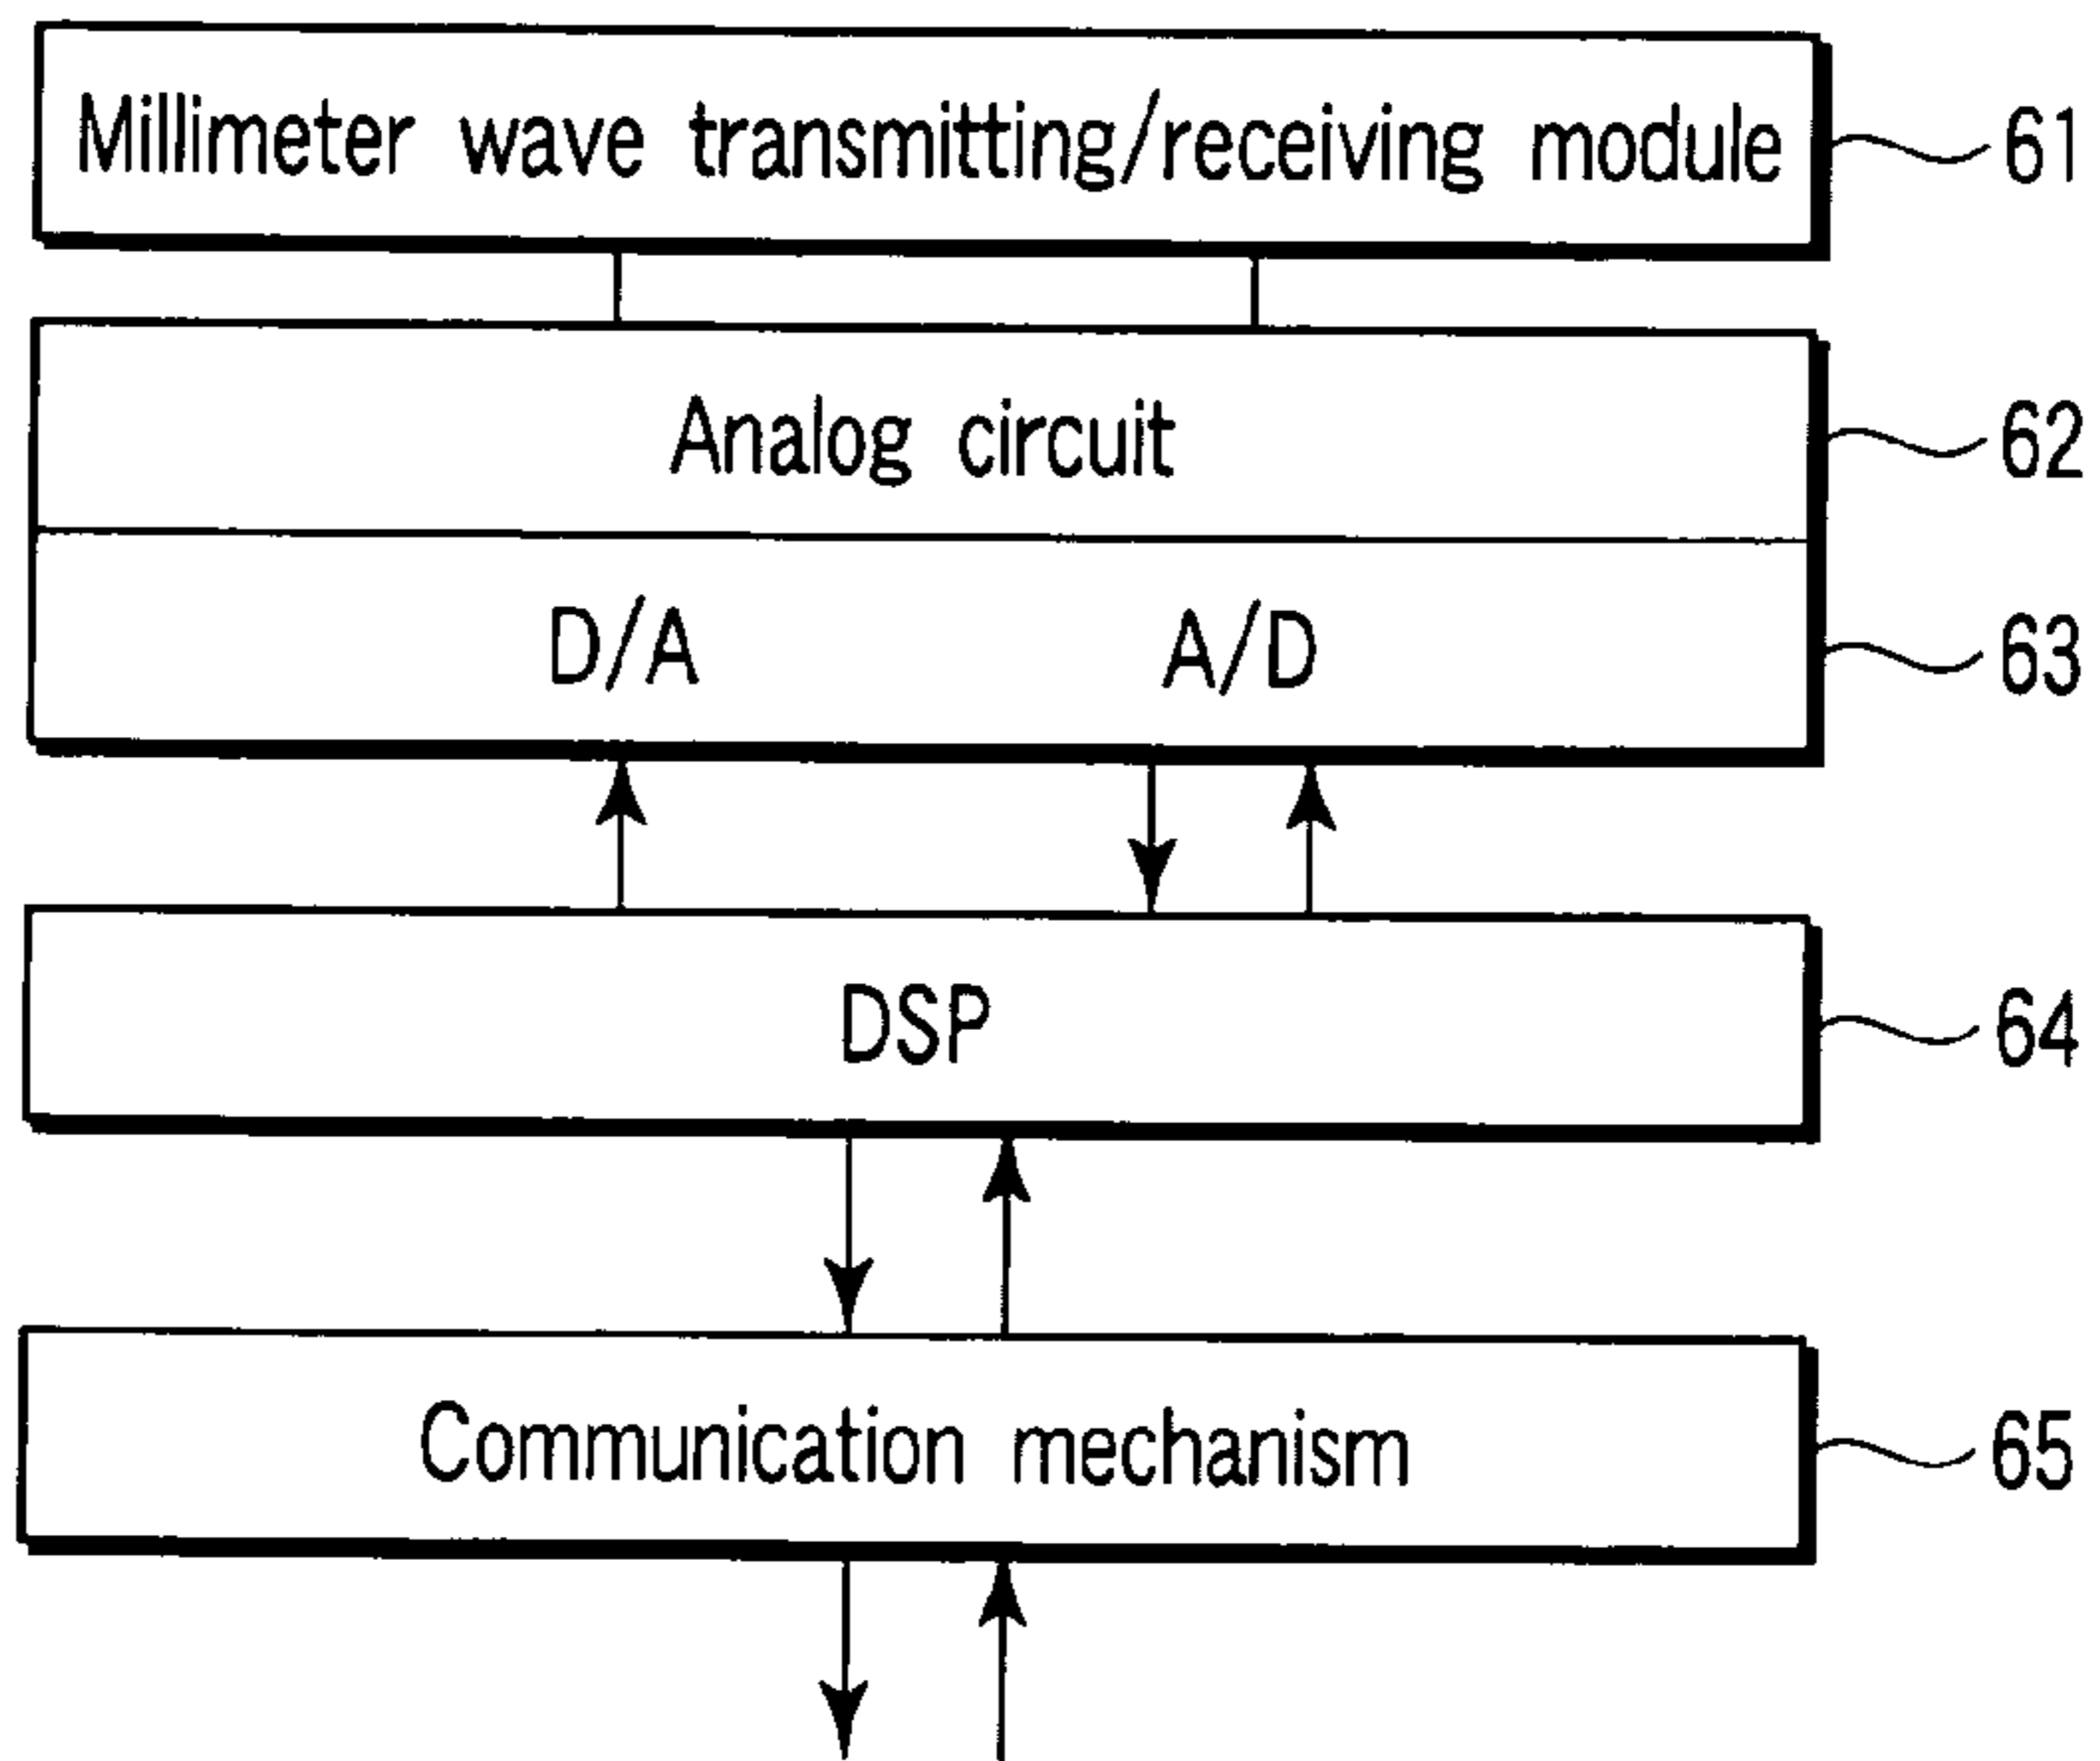 Millimeter wave transmitting/receiving module 61
Analog circuit 62
D/A A/D 63
DSP 64
Communication mechanism 65